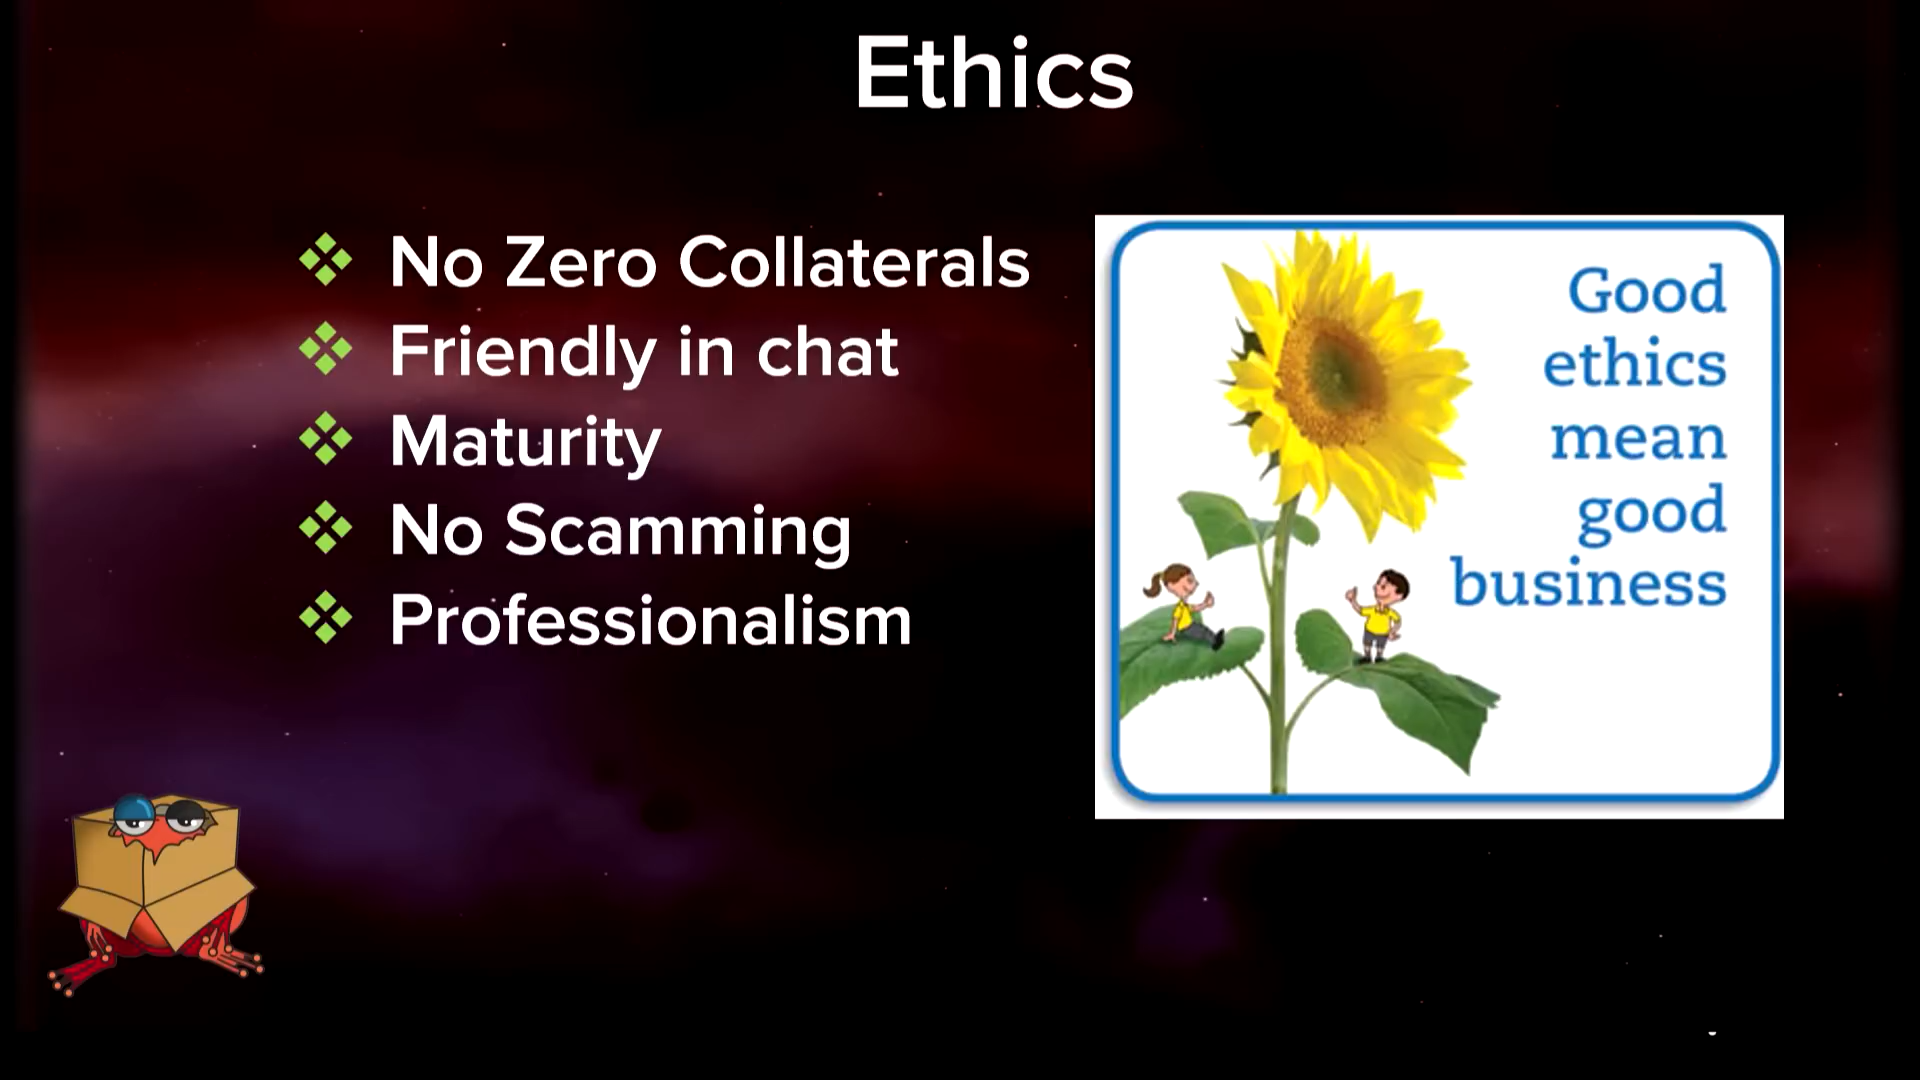 Ethics
No Zero Collaterals
Friendly in chat
Maturity
No Scamming
Professionalism
Good
ethics
mean
good
business